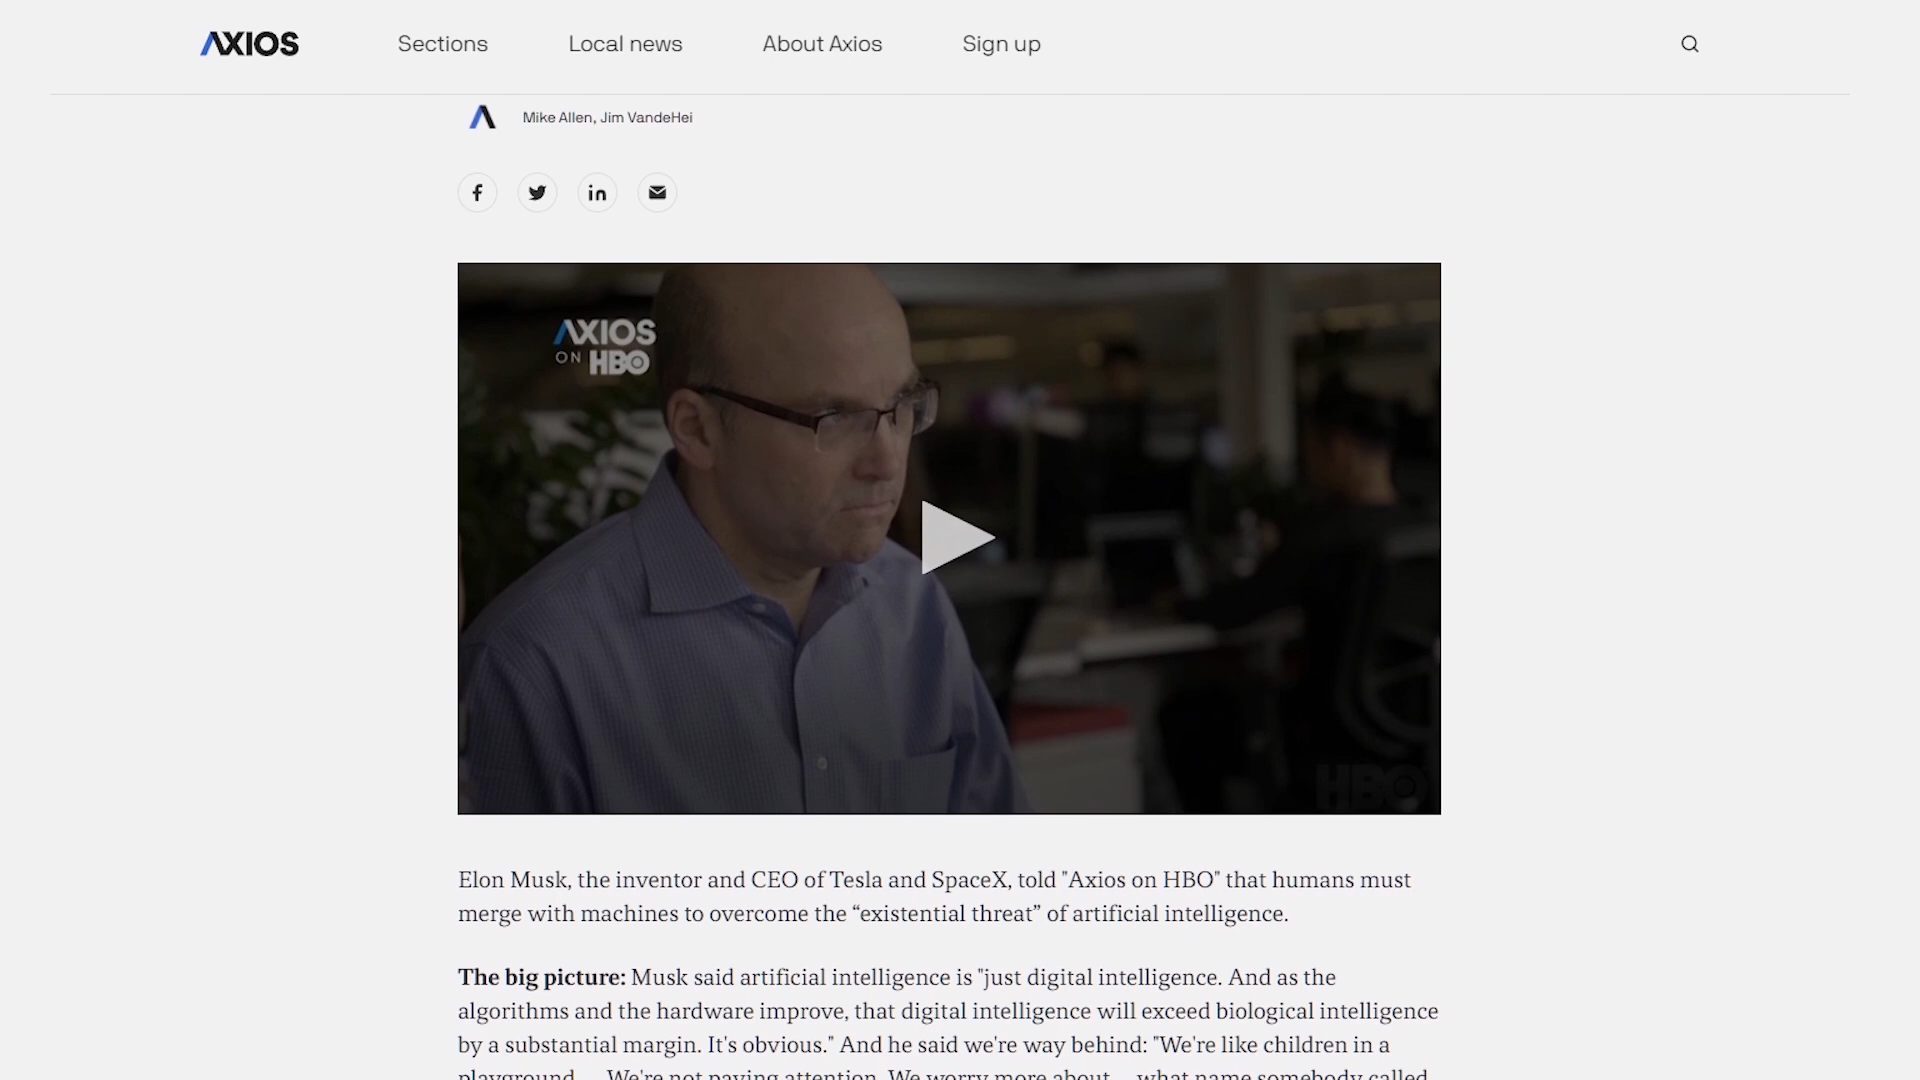 AXIOS Sections Local news About Axios Sign up
Mike Allen, Jim VandeHei
AXIOS
ON HBO
HBO
Elon Musk, the inventor and CEO of Tesla and SpaceX, told "Axios on HBO" that humans must
merge with machines to overcome the “existential threat” of artificial intelligence.
The big picture: Musk said artificial intelligence is "just digital intelligence. And as the
algorithms and the hardware improve, that digital intelligence will exceed biological intelligence
by a substantial margin. It's obvious." And he said we're way behind: "We're like children in a
playground ... We're not paying attention. We worry more about ... what name somebody called